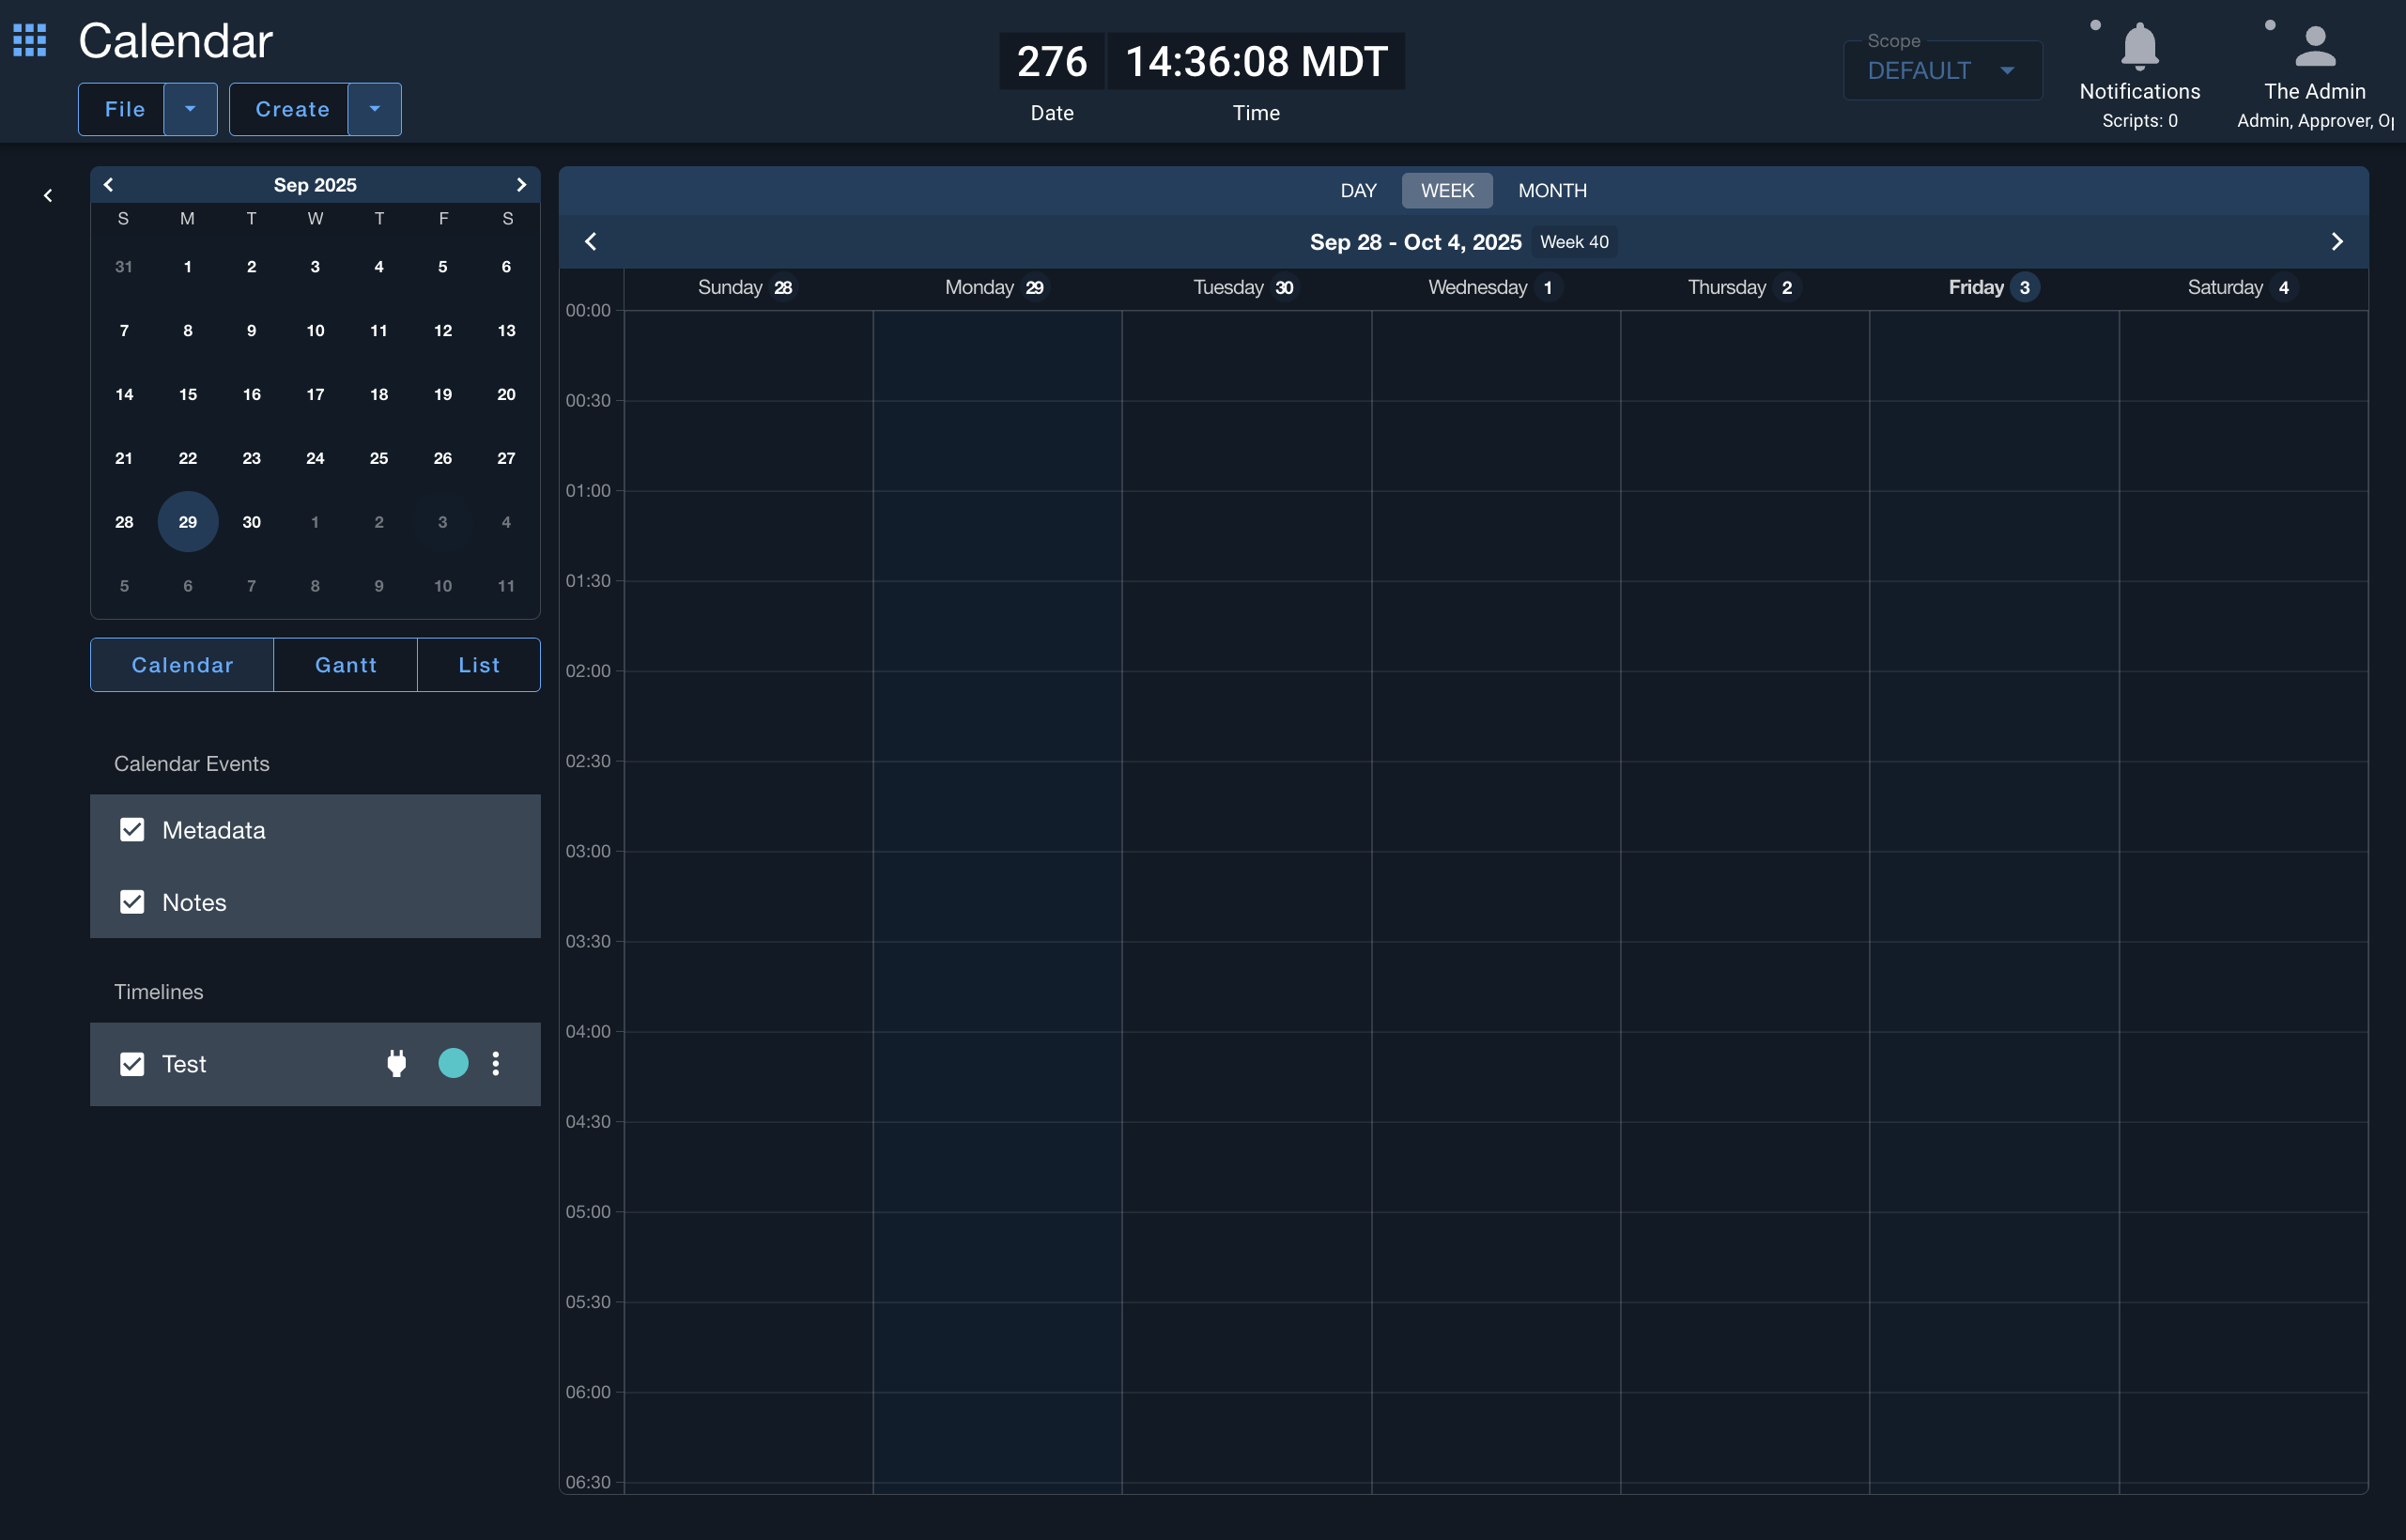 Calendar
File
Create
276
Date
14:36:08 MDT
Time
Scope
DEFAULT
Notifications
Scripts: 0
The Admin
Admin, Approver, Op
Sep 2025
S M T W T F S
31 1 2 3 4 5 6
7 8 9 10 11 12 13
14 15 16 17 18 19 20
21 22 23 24 25 26 27
28 29 30 1 2 3 4
5 6 7 8 9 10 11
Calendar Gantt List
Calendar Events
Metadata
Notes
Timelines
Test
DAY WEEK MONTH
Sep 28 - Oct 4, 2025 Week 40
Sunday 28 Monday 29 Tuesday 30 Wednesday 1 Thursday 2 Friday 3 Saturday 4
00:00
00:30
01:00
01:30
02:00
02:30
03:00
03:30
04:00
04:30
05:00
05:30
06:00
06:30